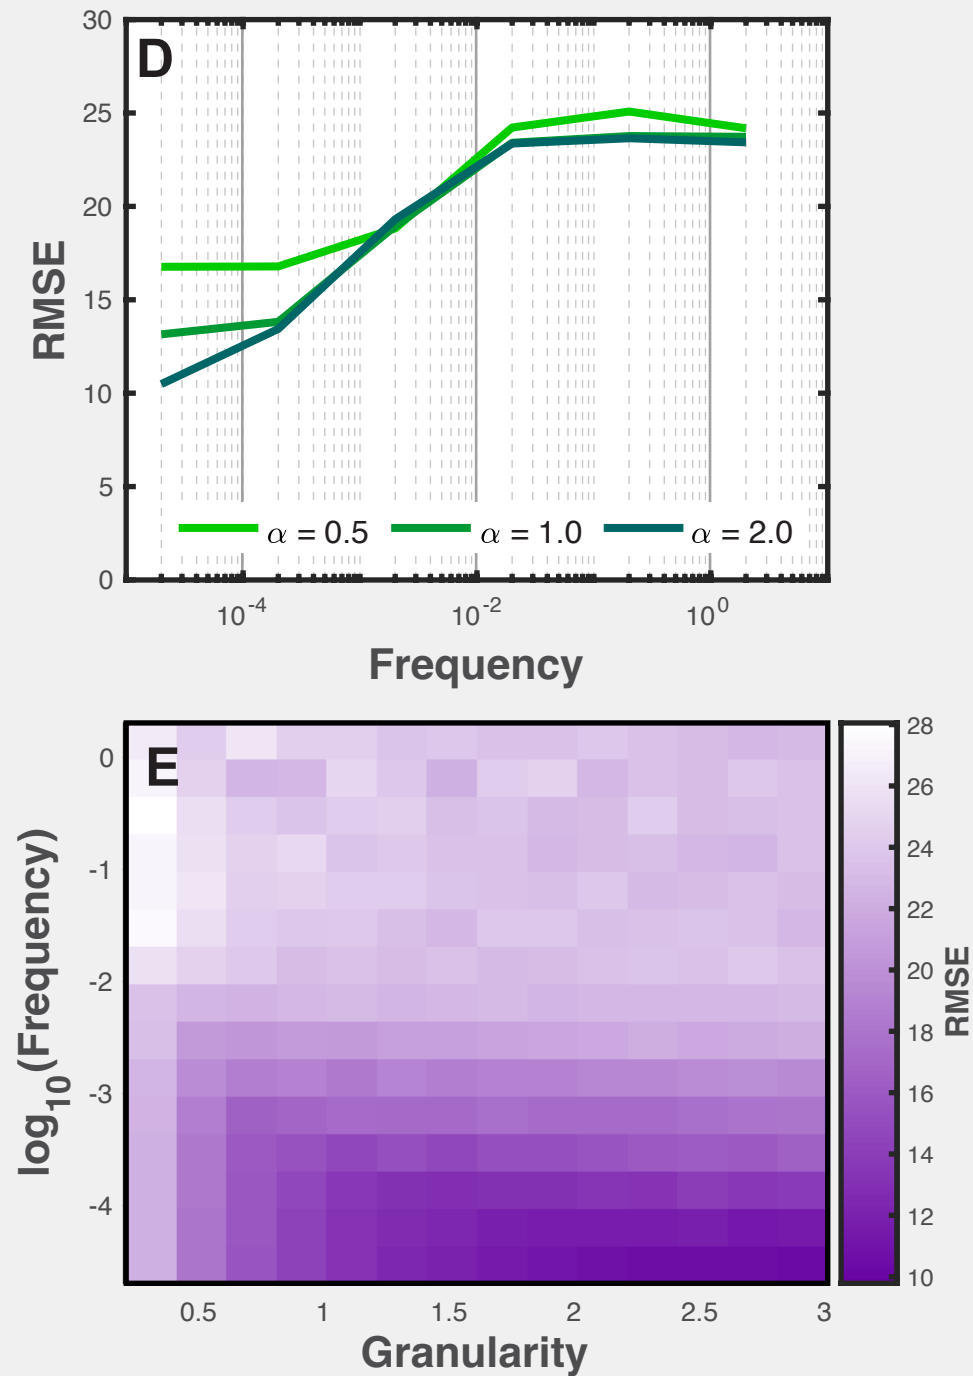 D
30
25
20
15
10
5
0
RMSE
α = 0.5 α = 1.0 α = 2.0
10^-4 10^-2 10^0
Frequency
E
0
-1
-2
-3
-4
log10(Frequency)
0.5 1 1.5 2 2.5 3
Granularity
28
26
24
22
20
18
16
14
12
10
RMSE